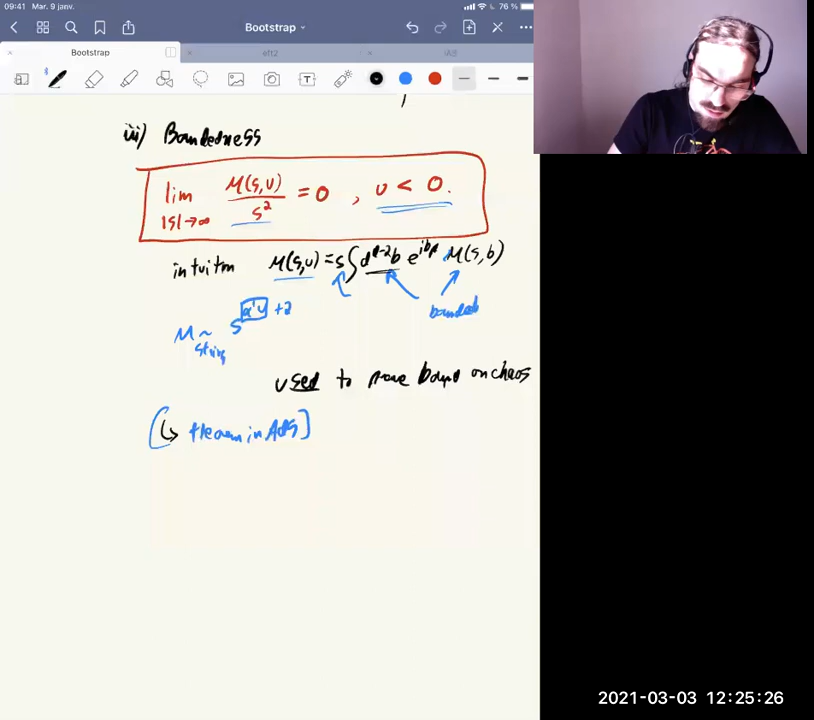 09:41 Mar. 9 janv.
76 %
Bootstrap
Bootstrap
eft2
iii) Boundedness
lim |s|→∞ M(s,u)/s² = 0 , u < 0.
intuition M(s,u) = s ∫ d^{d-2}b e^{ibp} M(s,b)
bounded
M ~ s^{α'u + 2}
string
used to prove bound on chaos
(↳ theorem in AdS)
2021-03-03 12:25:26